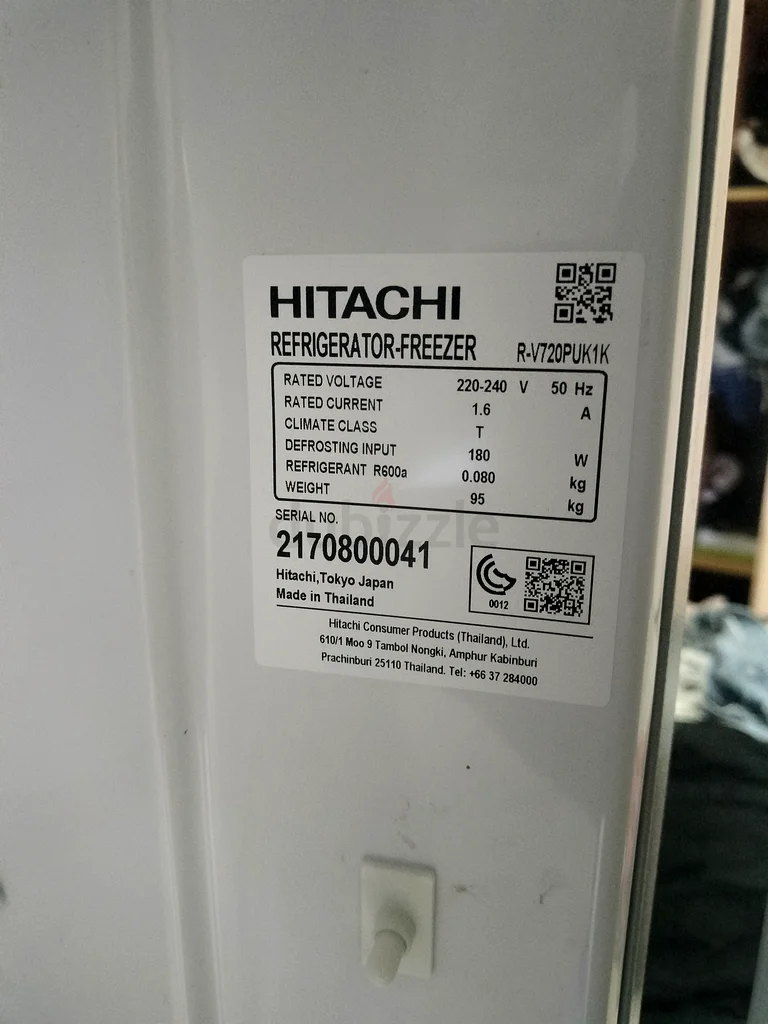 HITACHI
REFRIGERATOR-FREEZER R-V720PUK1K
RATED VOLTAGE 220-240 V 50 Hz
RATED CURRENT 1.6 A
CLIMATE CLASS T
DEFROSTING INPUT 180 W
REFRIGERANT R600a 0.080 kg
WEIGHT 95 kg
dubizzle
SERIAL NO.
2170800041
Hitachi,Tokyo Japan
Made in Thailand
0012
Hitachi Consumer Products (Thailand), Ltd.
610/1 Moo 9 Tambol Nongki, Amphur Kabinburi
Prachinburi 25110 Thailand. Tel: +66 37 284000